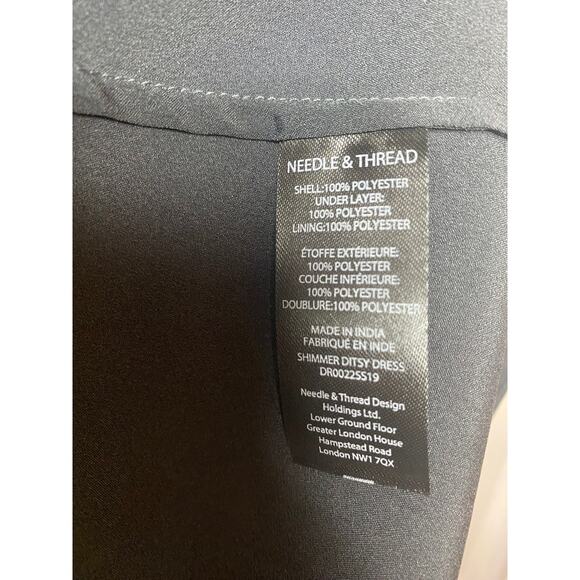 NEEDLE & THREAD
SHELL:100% POLYESTER
UNDER LAYER:
100% POLYESTER
LINING:100% POLYESTER
ÉTOFFE EXTÉRIEURE:
100% POLYESTER
COUCHE INFÉRIEURE:
100% POLYESTER
DOUBLURE:100% POLYESTER
MADE IN INDIA
FABRIQUÉ EN INDE
SHIMMER DITSY DRESS
DR0022SS19
Needle & Thread Design
Holdings Ltd.
Lower Ground Floor
Greater London House
Hampstead Road
London NW1 7QX